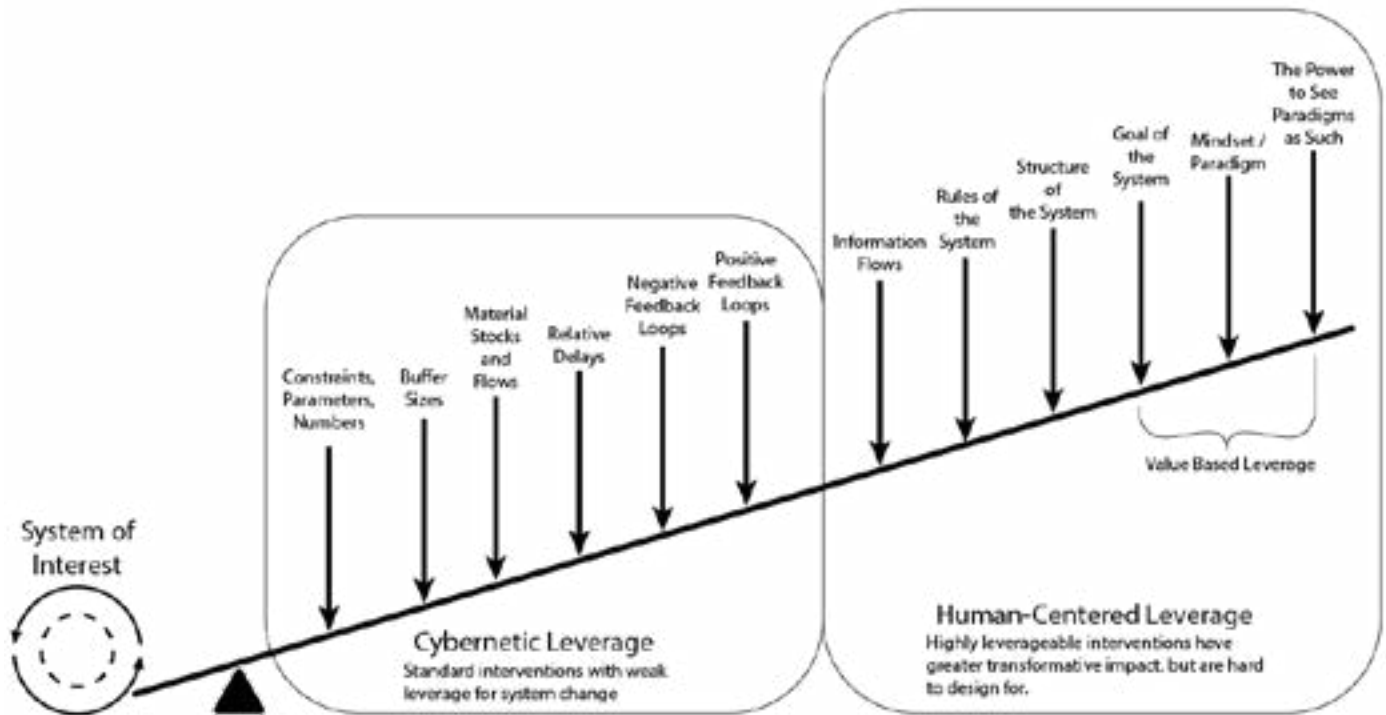 System of
Interest
Constraints,
Parameters,
Numbers
Buffer
Sizes
Material
Stocks
and
Flows
Relative
Delays
Negative
Feedback
Loops
Positive
Feedback
Loops
Cybernetic Leverage
Standard interventions with weak
leverage for system change
Information
Flows
Rules of
the
System
Structure
of
the System
Goal of
the
System
Mindset /
Paradigm
The Power
to See
Paradigms
as Such
Value Based Leverage
Human-Centered Leverage
Highly leverageable interventions have
greater transformative impact, but are hard
to design for.